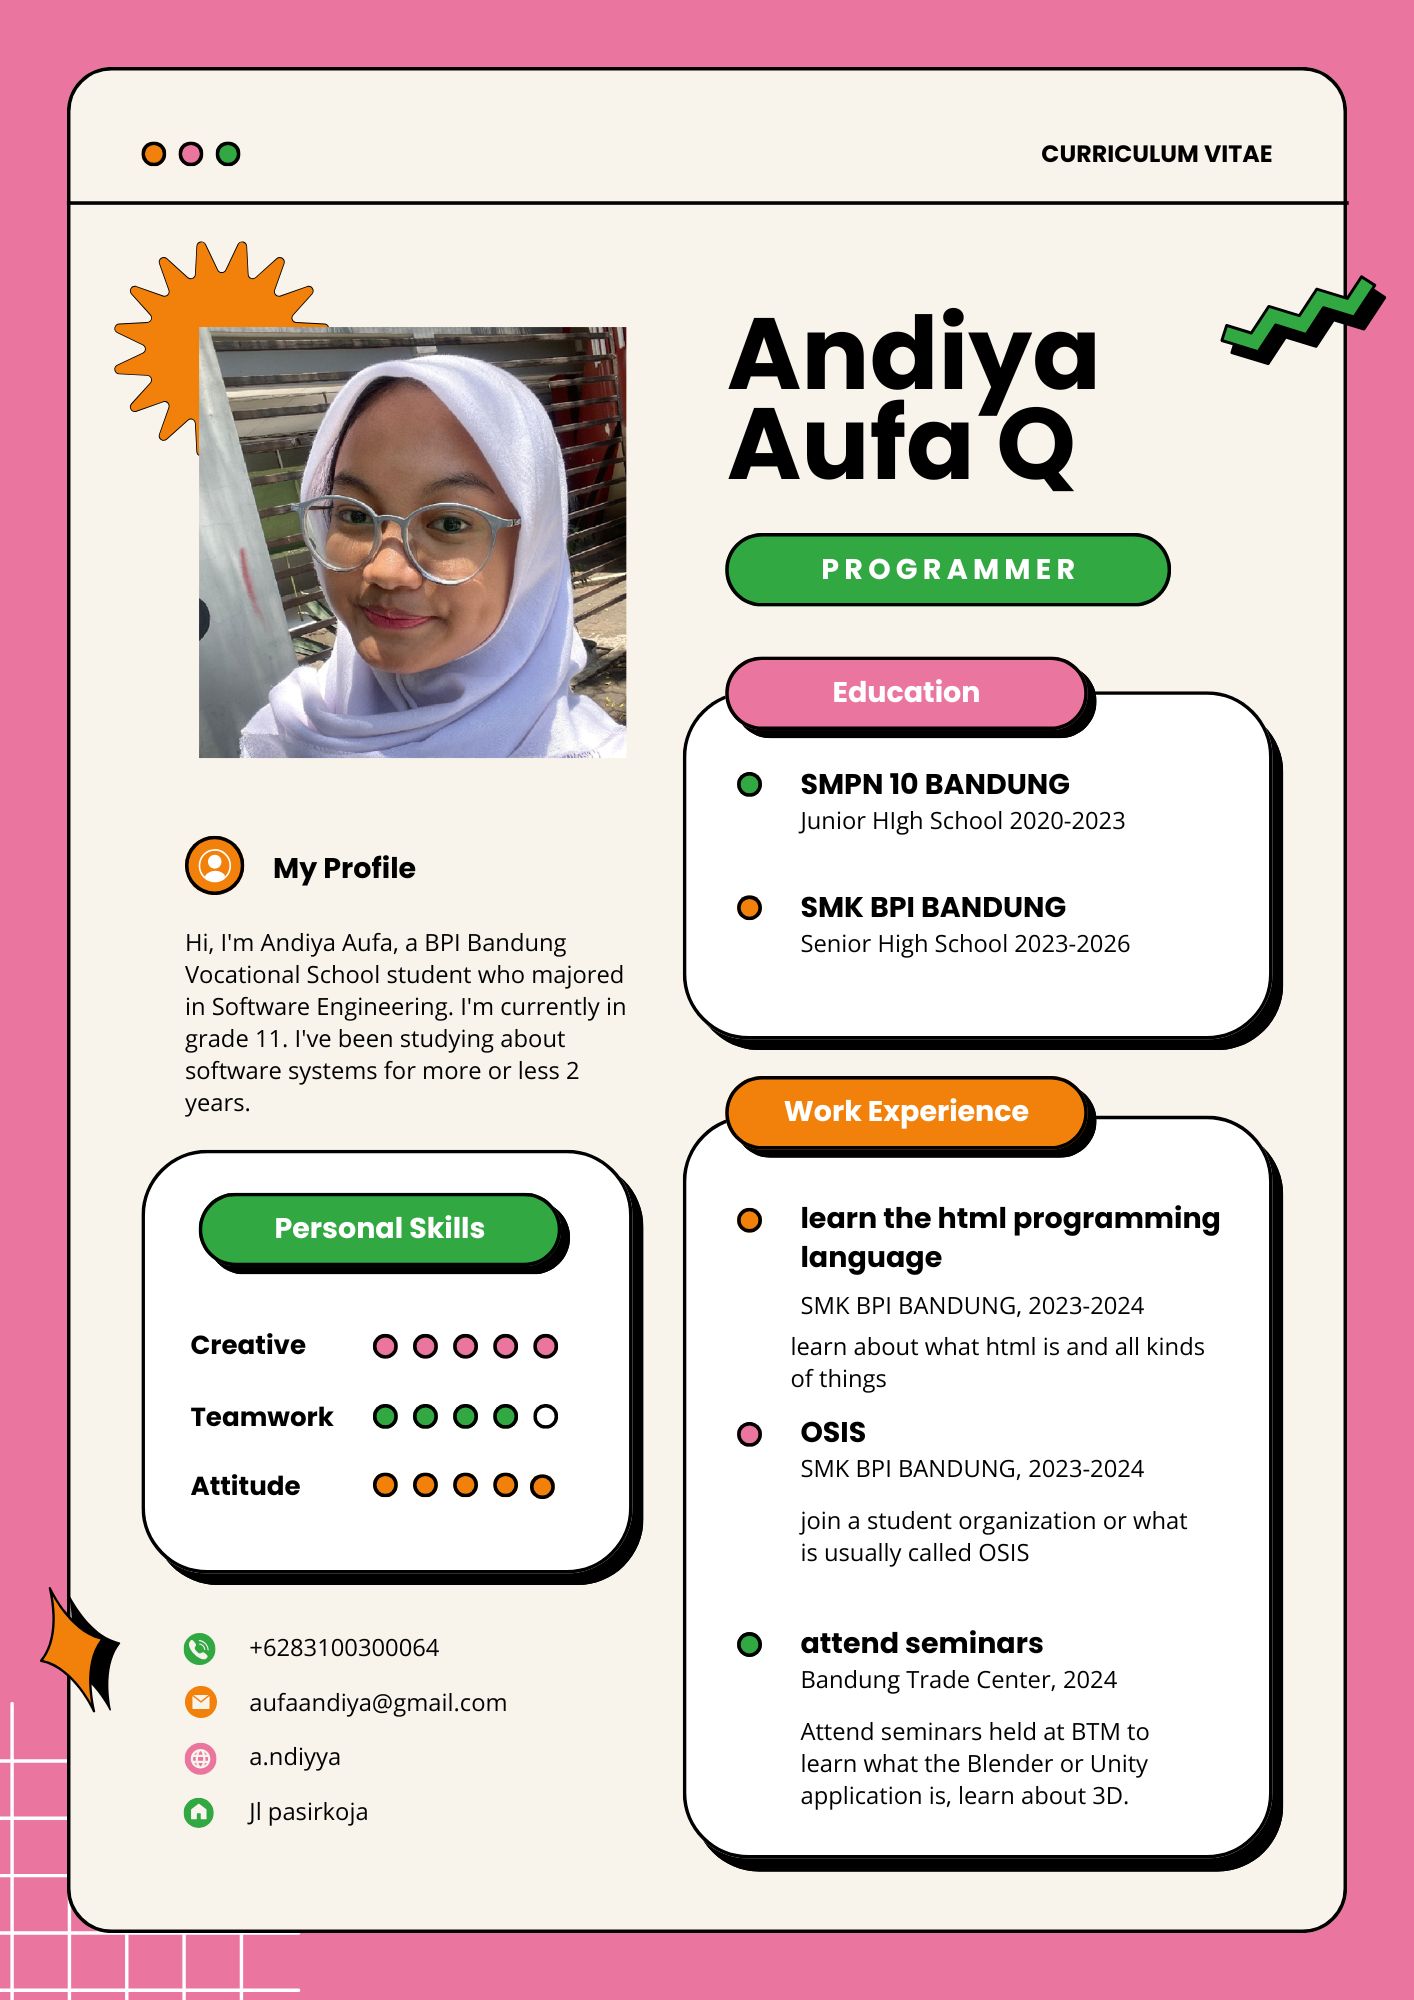 CURRICULUM VITAE
Andiya
Aufa Q
PROGRAMMER
My Profile
Hi, I'm Andiya Aufa, a BPI Bandung
Vocational School student who majored
in Software Engineering. I'm currently in
grade 11. I've been studying about
software systems for more or less 2
years.
Personal Skills
Creative
Teamwork
Attitude
+6283100300064
aufaandiya@gmail.com
a.ndiyya
Jl pasirkoja
Education
SMPN 10 BANDUNG
Junior HIgh School 2020-2023
SMK BPI BANDUNG
Senior High School 2023-2026
Work Experience
learn the html programming
language
SMK BPI BANDUNG, 2023-2024
learn about what html is and all kinds
of things
OSIS
SMK BPI BANDUNG, 2023-2024
join a student organization or what
is usually called OSIS
attend seminars
Bandung Trade Center, 2024
Attend seminars held at BTM to
learn what the Blender or Unity
application is, learn about 3D.